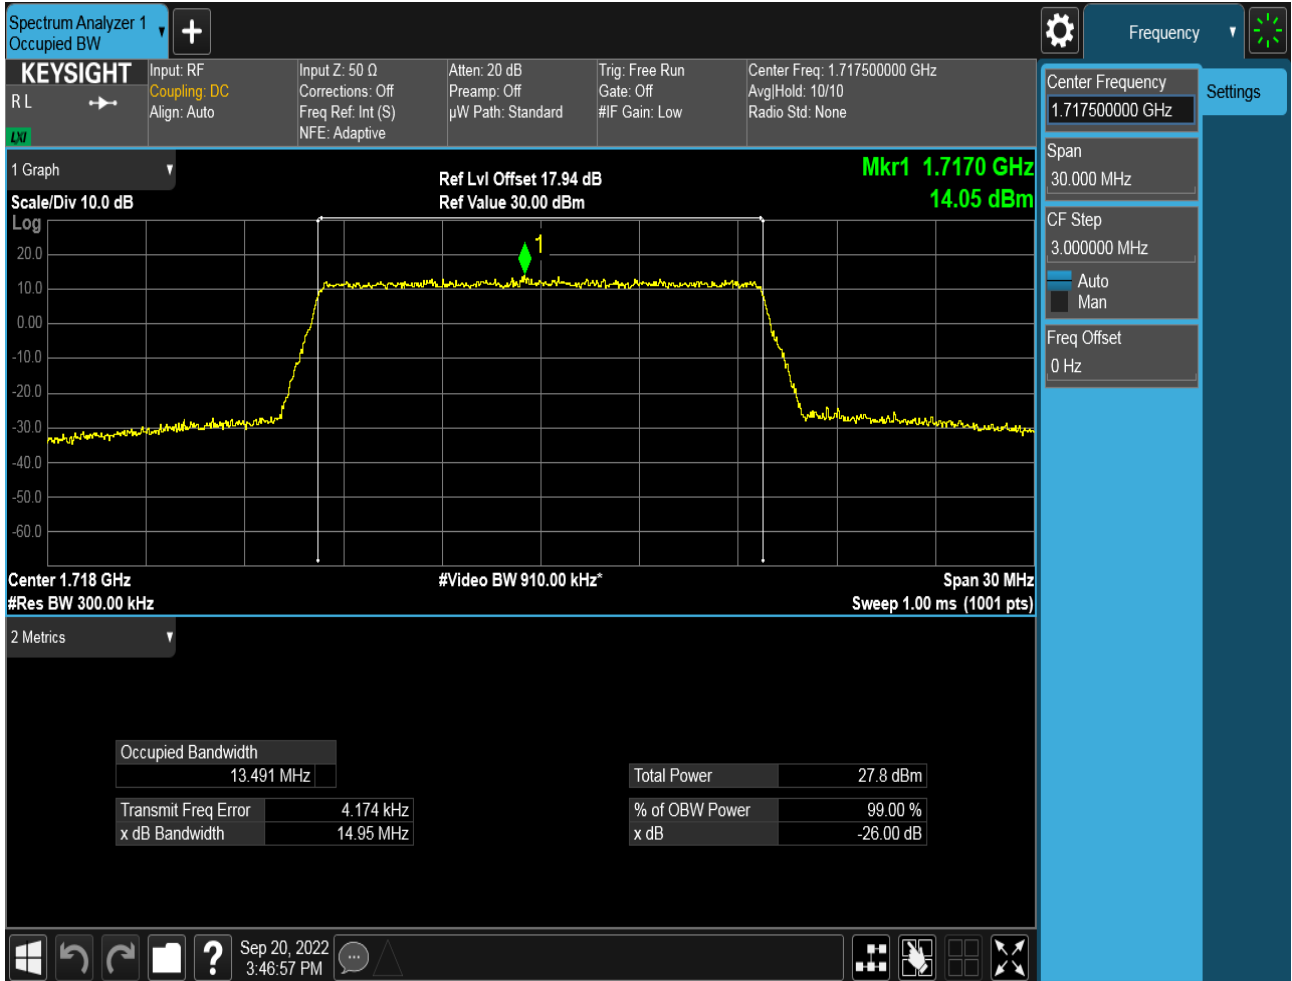 Spectrum Analyzer 1
Occupied BW
+
Frequency
KEYSIGHT
R L
LXI
Input: RF
Coupling: DC
Align: Auto
Input Z: 50 Ω
Corrections: Off
Freq Ref: Int (S)
NFE: Adaptive
Atten: 20 dB
Preamp: Off
µW Path: Standard
Trig: Free Run
Gate: Off
#IF Gain: Low
Center Freq: 1.717500000 GHz
Avg|Hold: 10/10
Radio Std: None
Center Frequency
1.717500000 GHz
Settings
Span
30.000 MHz
CF Step
3.000000 MHz
Auto
Man
Freq Offset
0 Hz
1 Graph
Scale/Div 10.0 dB
Ref Lvl Offset 17.94 dB
Ref Value 30.00 dBm
Mkr1 1.7170 GHz
14.05 dBm
Log
1
20.0
10.0
0.00
-10.0
-20.0
-30.0
-40.0
-50.0
-60.0
Center 1.718 GHz
#Video BW 910.00 kHz*
Span 30 MHz
#Res BW 300.00 kHz
Sweep 1.00 ms (1001 pts)
2 Metrics
Occupied Bandwidth
13.491 MHz
Total Power 27.8 dBm
Transmit Freq Error 4.174 kHz
% of OBW Power 99.00 %
x dB Bandwidth 14.95 MHz
x dB -26.00 dB
?
Sep 20, 2022
3:46:57 PM